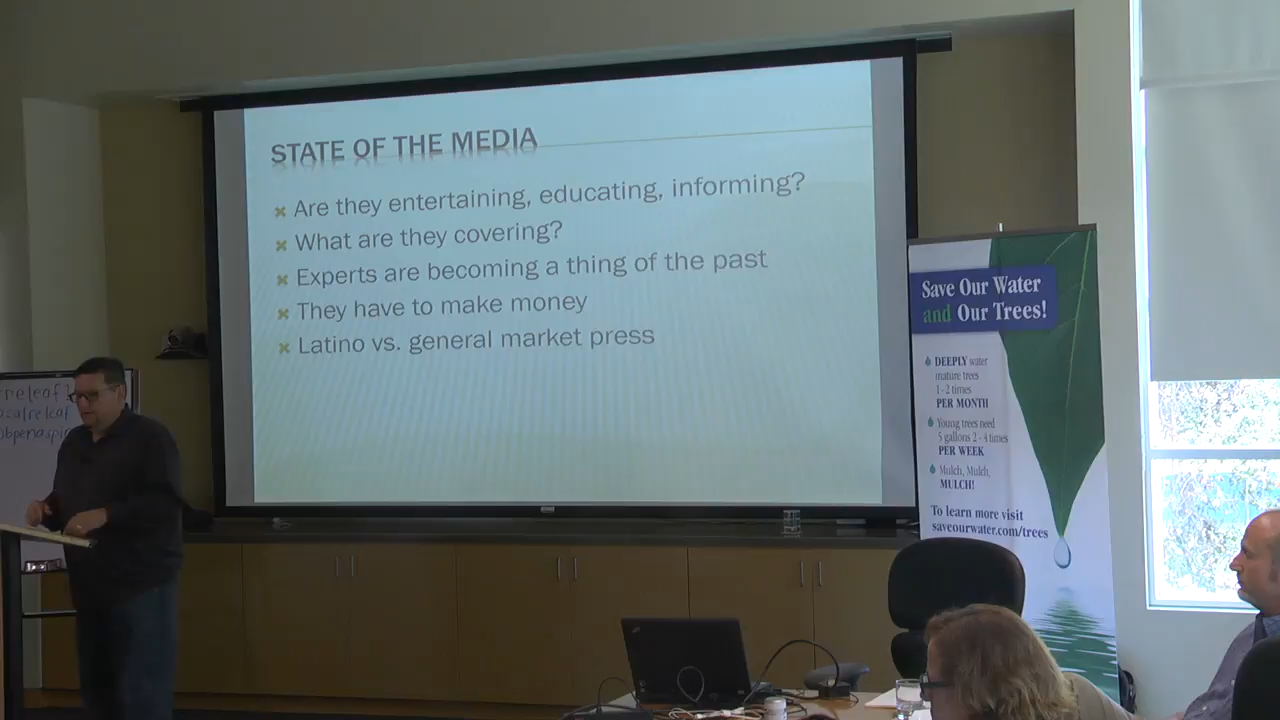 STATE OF THE MEDIA
Are they entertaining, educating, informing?
What are they covering?
Experts are becoming a thing of the past
They have to make money
Latino vs. general market press
Save Our Water
and Our Trees!
DEEPLY water
mature trees
1 - 2 times
PER MONTH
Young trees need
5 gallons 2 - 4 times
PER WEEK
Mulch, Mulch,
MULCH!
To learn more visit
saveourwater.com/trees